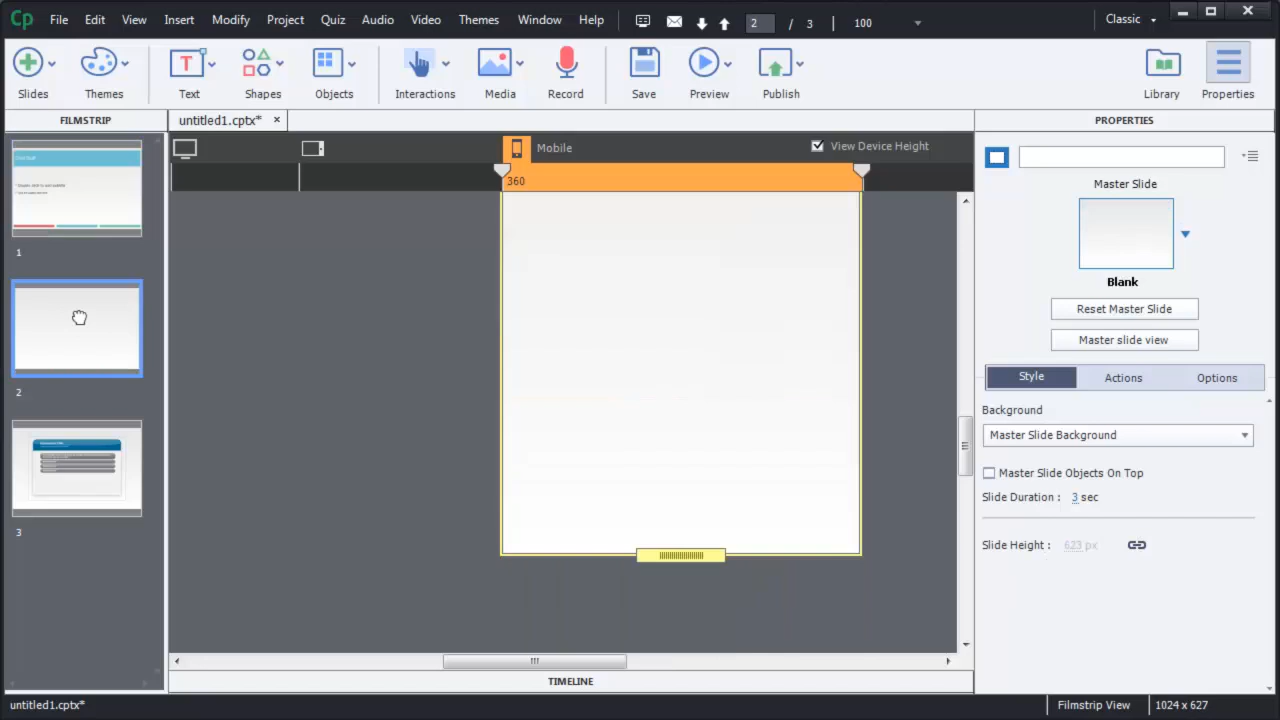 Cp File Edit View Insert Modify Project Quiz Audio Video Themes Window Help 2 / 3 100 Classic
Slides Themes Text Shapes Objects Interactions Media Record Save Preview Publish Library Properties
FILMSTRIP
untitled1.cptx*
PROPERTIES
Mobile
View Device Height
360
1
2
3
Master Slide
Blank
Reset Master Slide
Master slide view
Style Actions Options
Background
Master Slide Background
Master Slide Objects On Top
Slide Duration : 3 sec
Slide Height : 623 px
TIMELINE
untitled1.cptx* Filmstrip View 1024 x 627